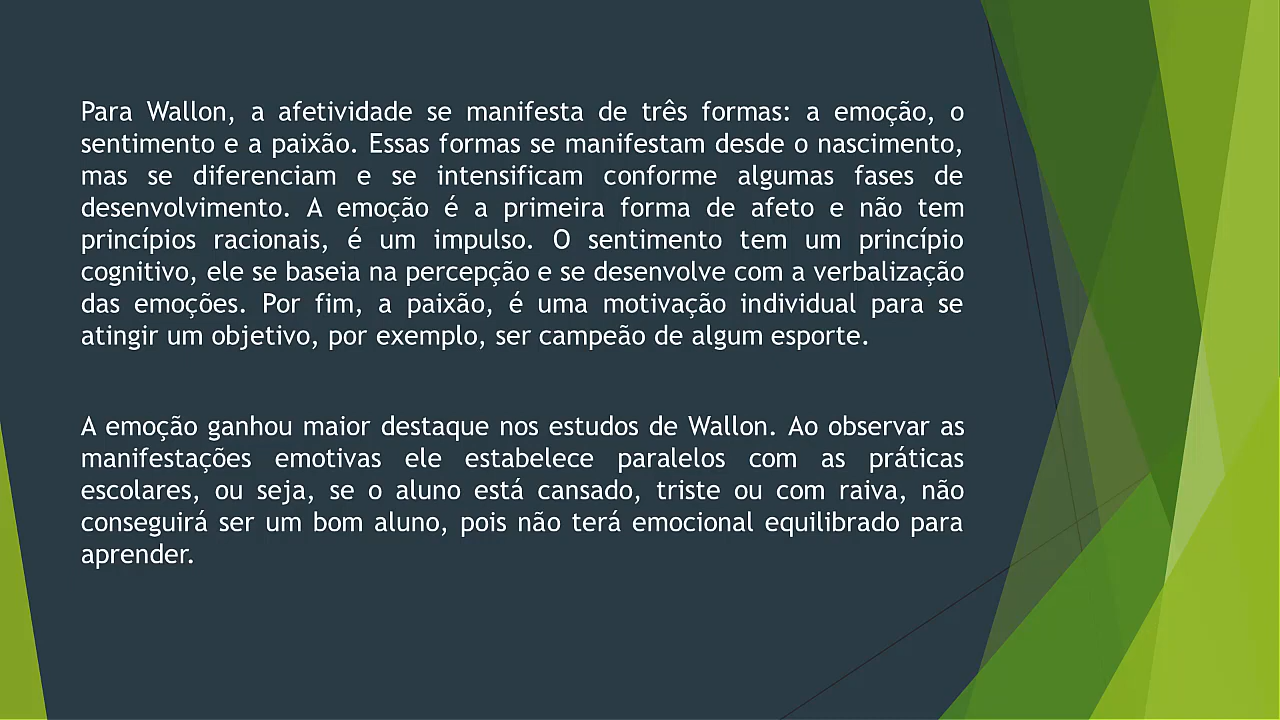 Para Wallon, a afetividade se manifesta de três formas: a emoção, o
sentimento e a paixão. Essas formas se manifestam desde o nascimento,
mas se diferenciam e se intensificam conforme algumas fases de
desenvolvimento. A emoção é a primeira forma de afeto e não tem
princípios racionais, é um impulso. O sentimento tem um princípio
cognitivo, ele se baseia na percepção e se desenvolve com a verbalização
das emoções. Por fim, a paixão, é uma motivação individual para se
atingir um objetivo, por exemplo, ser campeão de algum esporte.
A emoção ganhou maior destaque nos estudos de Wallon. Ao observar as
manifestações emotivas ele estabelece paralelos com as práticas
escolares, ou seja, se o aluno está cansado, triste ou com raiva, não
conseguirá ser um bom aluno, pois não terá emocional equilibrado para
aprender.